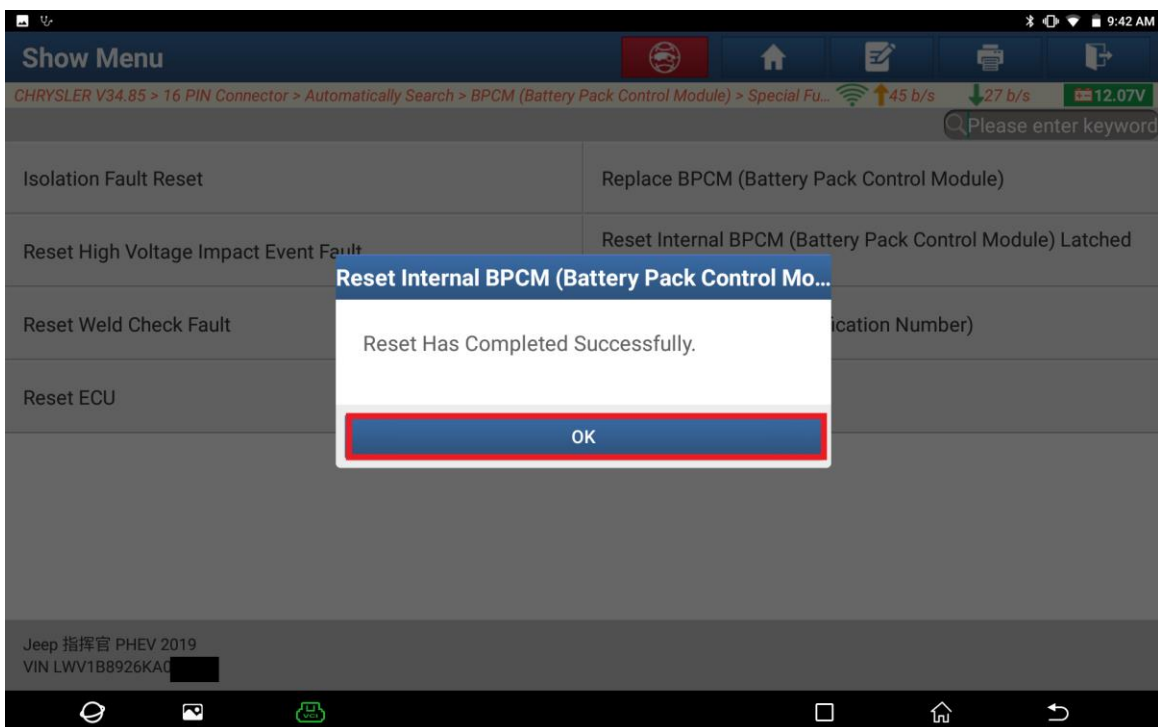 9:42 AM
Show Menu
CHRYSLER V34.85 > 16 PIN Connector > Automatically Search > BPCM (Battery Pack Control Module) > Special Fu...
45 b/s
27 b/s
12.07V
Please enter keyword
Isolation Fault Reset
Replace BPCM (Battery Pack Control Module)
Reset High Voltage Impact Event Fault
Reset Internal BPCM (Battery Pack Control Module) Latched
Reset Internal BPCM (Battery Pack Control Mo...
Reset Weld Check Fault
ication Number)
Reset Has Completed Successfully.
Reset ECU
OK
Jeep 指挥官 PHEV 2019
VIN LWV1B8926KA0
VCI